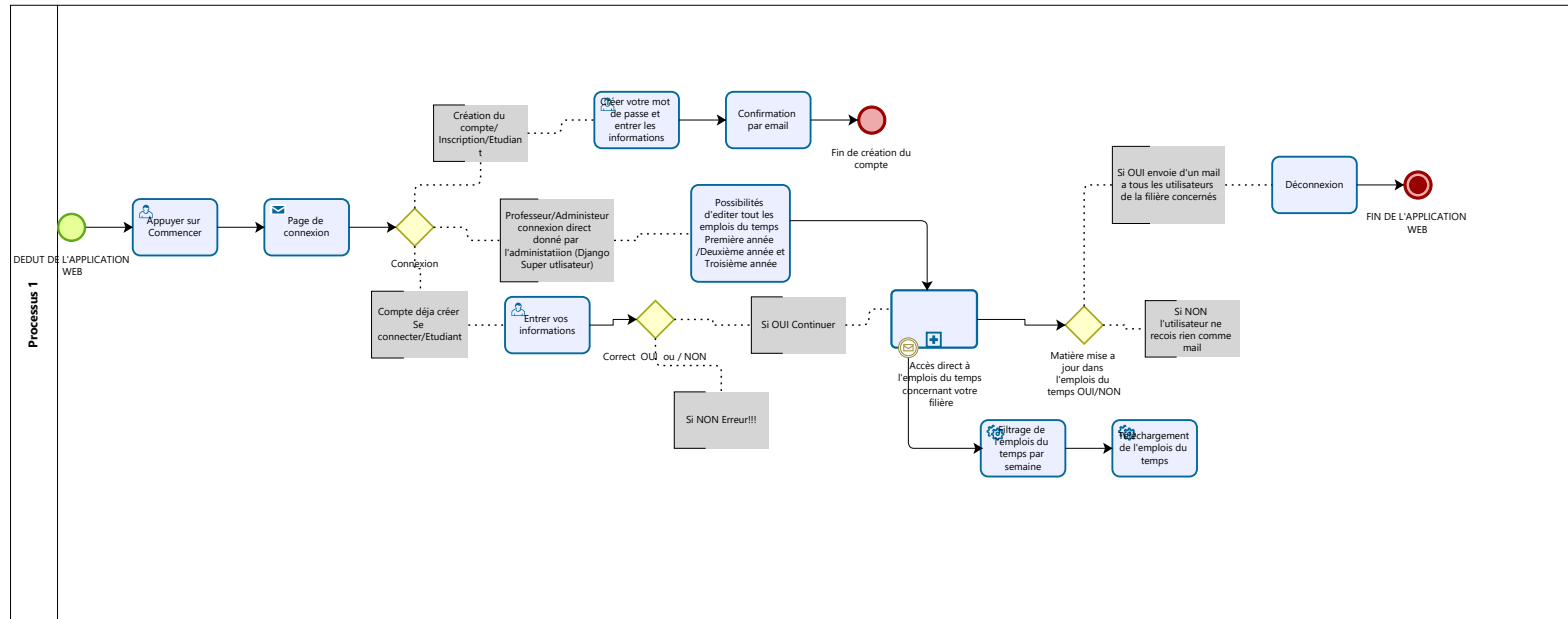 Processus 1
DEDUT DE L'APPLICATION
WEB
Appuyer sur
Commencer
Page de
connexion
Connexion
Création du
compte/
Inscription/Etudian
t
Créer votre mot
de passe et
entrer les
informations
Confirmation
par email
Fin de création du
compte
Professeur/Administeur
connexion direct
donné par
l'administatiion (Django
Super utlisateur)
Possibilités
d'editer tout les
emplois du temps
Première année
/Deuxième année et
Troisième année
Compte déja créer
Se
connecter/Etudiant
Entrer vos
informations
Correct OUI ou / NON
Si OUI Continuer
Si NON Erreur!!!
Accès direct à
l'emplois du temps
concernant votre
filière
Filtrage de
l'emplois du
temps par
semaine
Téléchargement
de l'emplois du
temps
Matière mise a
jour dans
l'emplois du
temps OUI/NON
Si OUI envoie d'un mail
a tous les utilisateurs
de la filière concernés
Si NON
l'utilisateur ne
recois rien comme
mail
Déconnexion
FIN DE L'APPLICATION
WEB